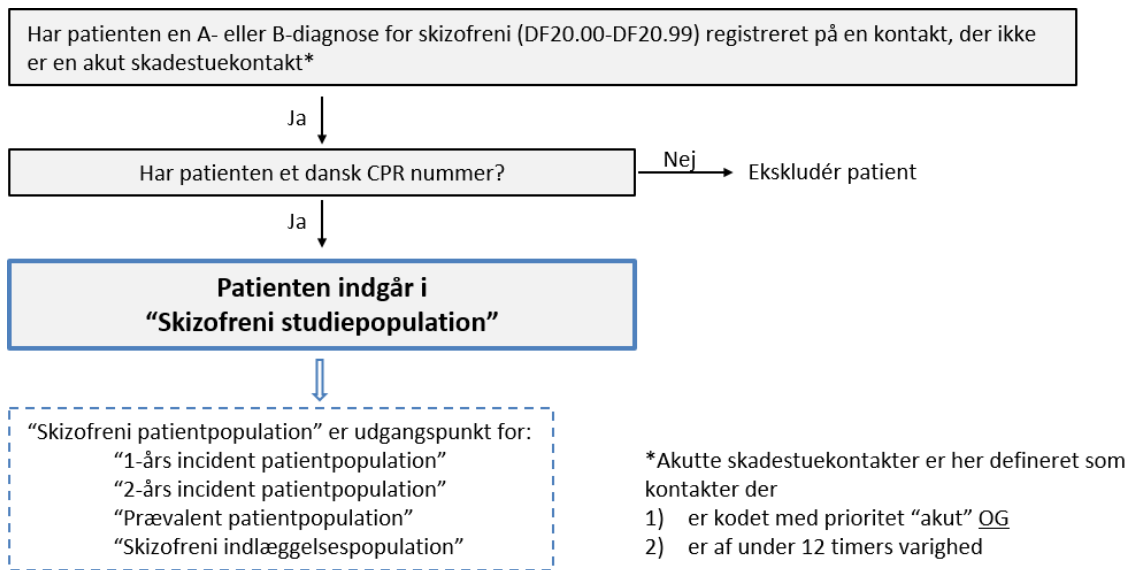 Har patienten en A- eller B-diagnose for skizofreni (DF20.00-DF20.99) registreret på en kontakt, der ikke
er en akut skadestuekontakt*
Ja
Har patienten et dansk CPR nummer?
Nej
Ekskludér patient
Ja
Patienten indgår i
“Skizofreni studiepopulation”
“Skizofreni patientpopulation” er udgangspunkt for:
“1-års incident patientpopulation”
“2-års incident patientpopulation”
“Prævalent patientpopulation”
“Skizofreni indlæggelsespopulation”
*Akutte skadestuekontakter er her defineret som
kontakter der
1) er kodet med prioritet “akut” OG
2) er af under 12 timers varighed